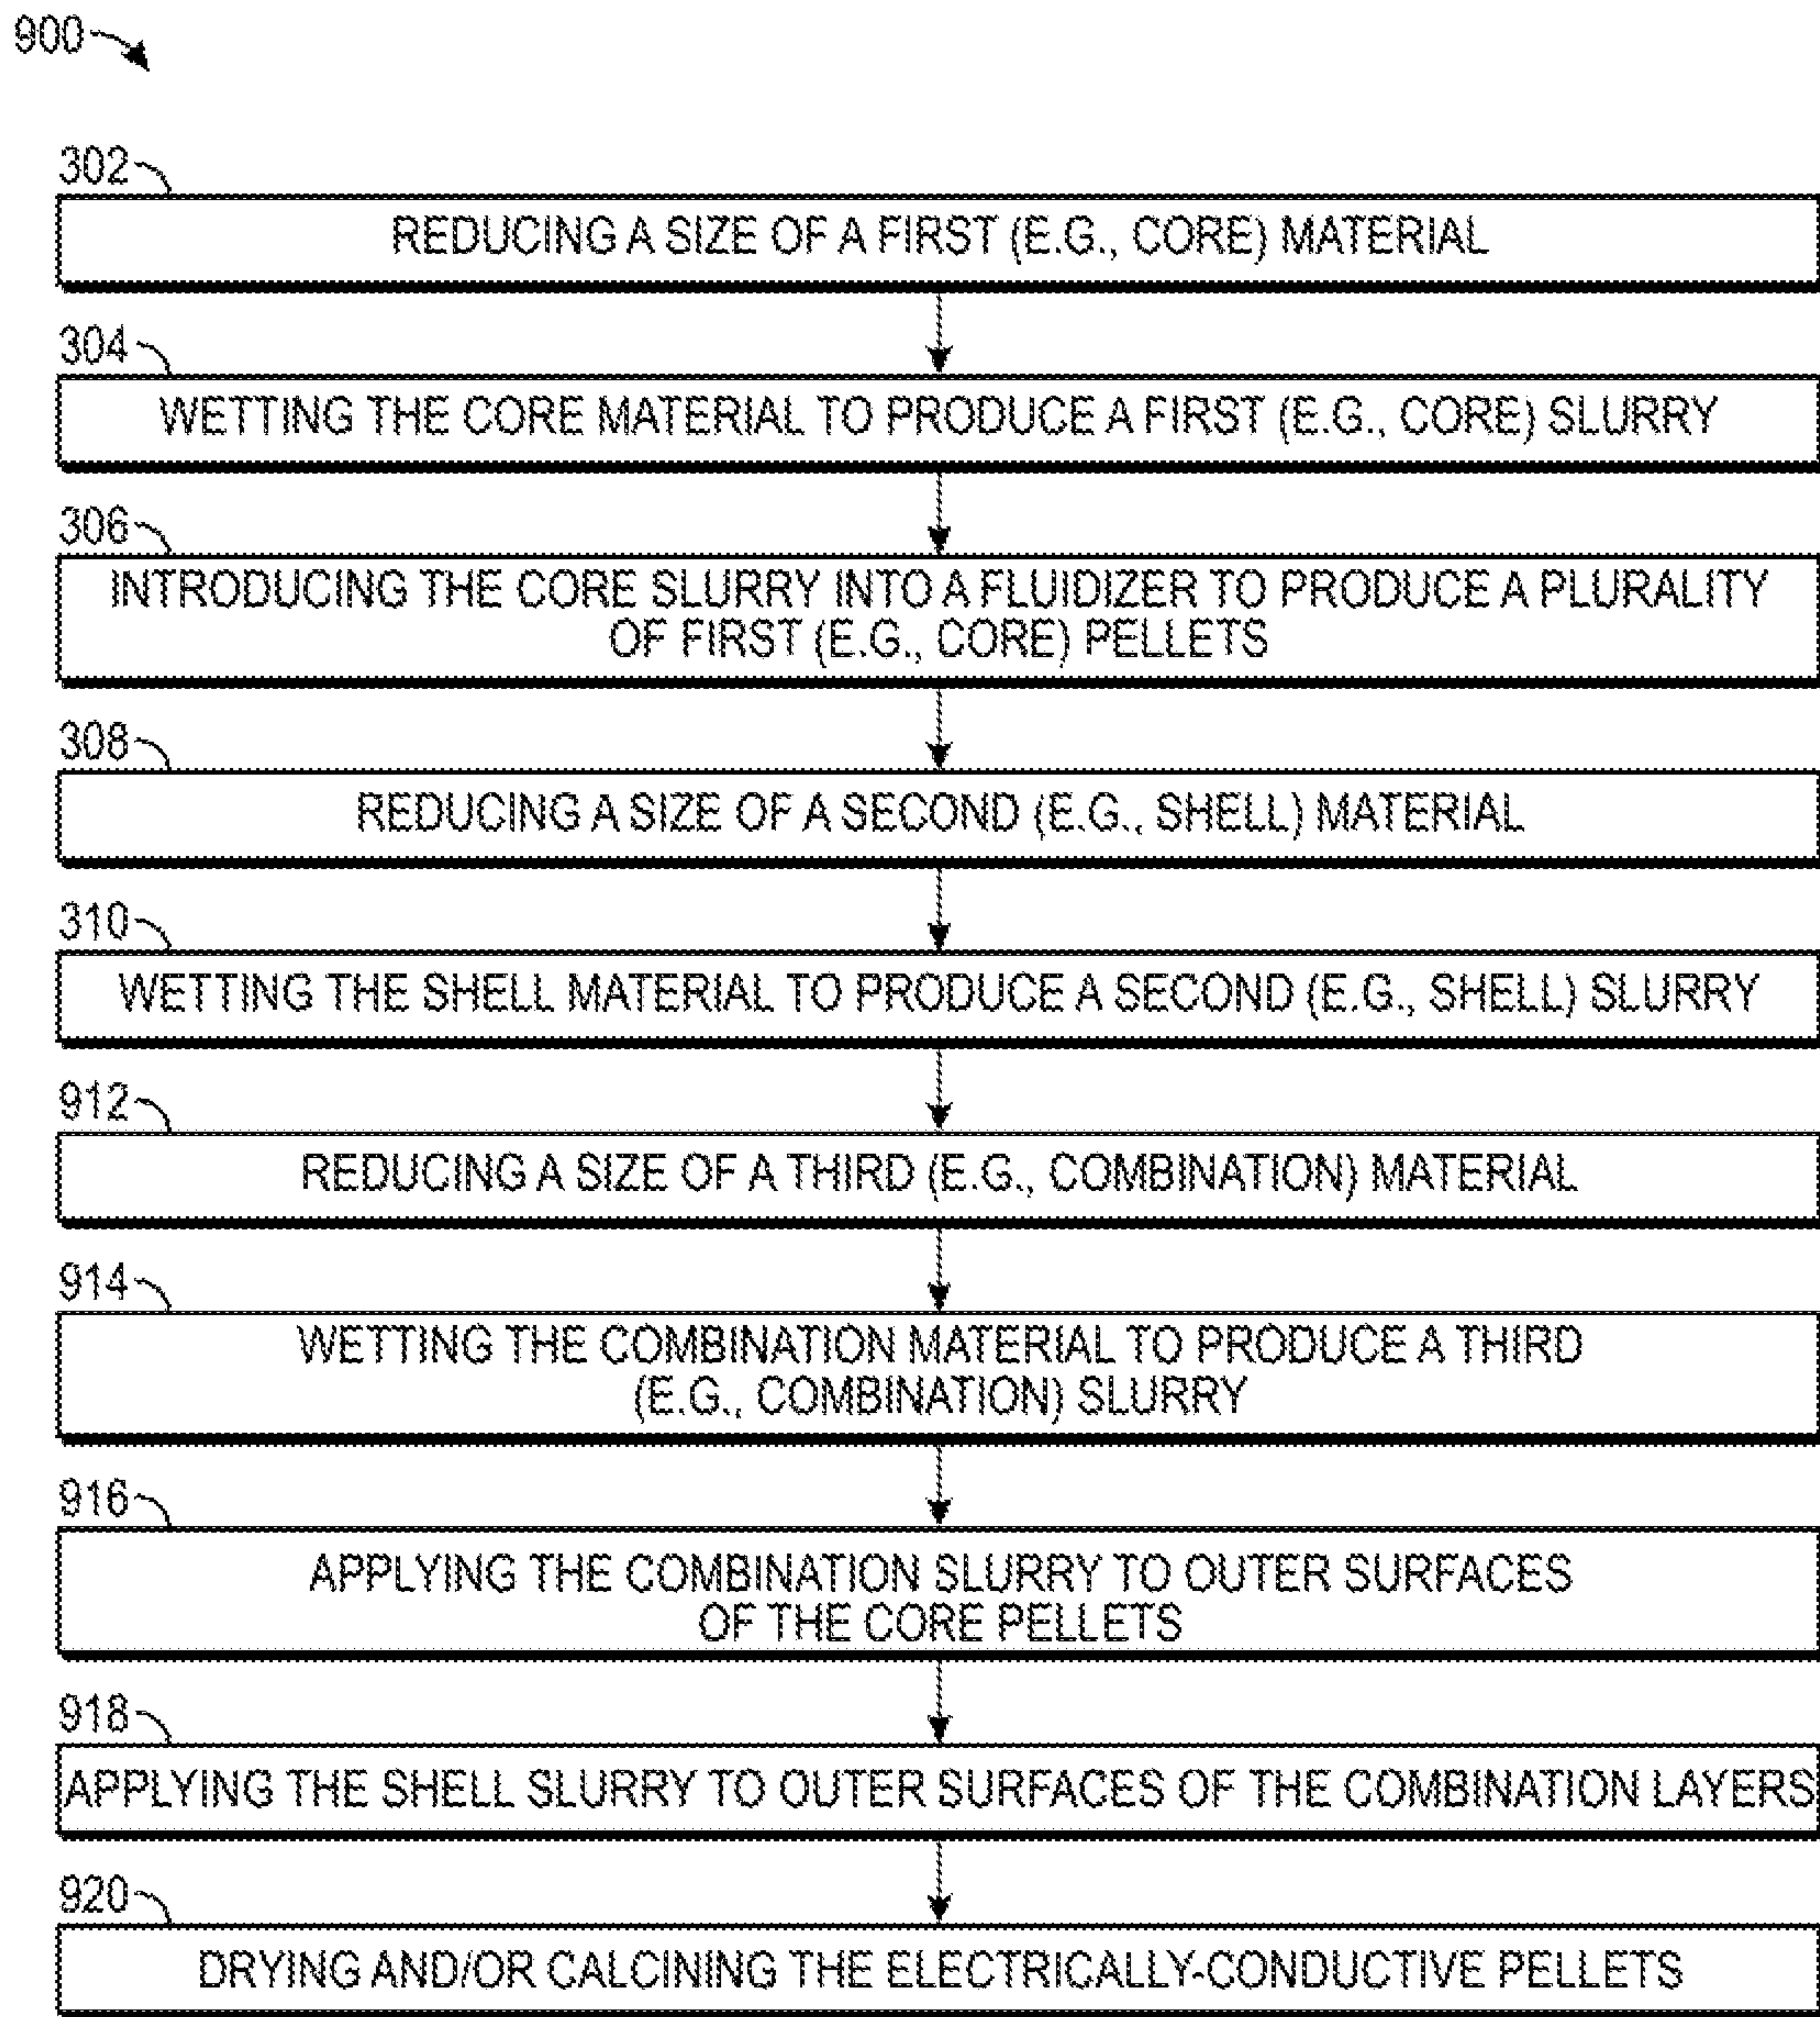 900
302
REDUCING A SIZE OF A FIRST (E.G., CORE) MATERIAL
304
WETTING THE CORE MATERIAL TO PRODUCE A FIRST (E.G., CORE) SLURRY
306
INTRODUCING THE CORE SLURRY INTO A FLUIDIZER TO PRODUCE A PLURALITY
OF FIRST (E.G., CORE) PELLETS
308
REDUCING A SIZE OF A SECOND (E.G., SHELL) MATERIAL
310
WETTING THE SHELL MATERIAL TO PRODUCE A SECOND (E.G., SHELL) SLURRY
912
REDUCING A SIZE OF A THIRD (E.G., COMBINATION) MATERIAL
914
WETTING THE COMBINATION MATERIAL TO PRODUCE A THIRD
(E.G., COMBINATION) SLURRY
916
APPLYING THE COMBINATION SLURRY TO OUTER SURFACES
OF THE CORE PELLETS
918
APPLYING THE SHELL SLURRY TO OUTER SURFACES OF THE COMBINATION LAYERS
920
DRYING AND/OR CALCINING THE ELECTRICALLY-CONDUCTIVE PELLETS